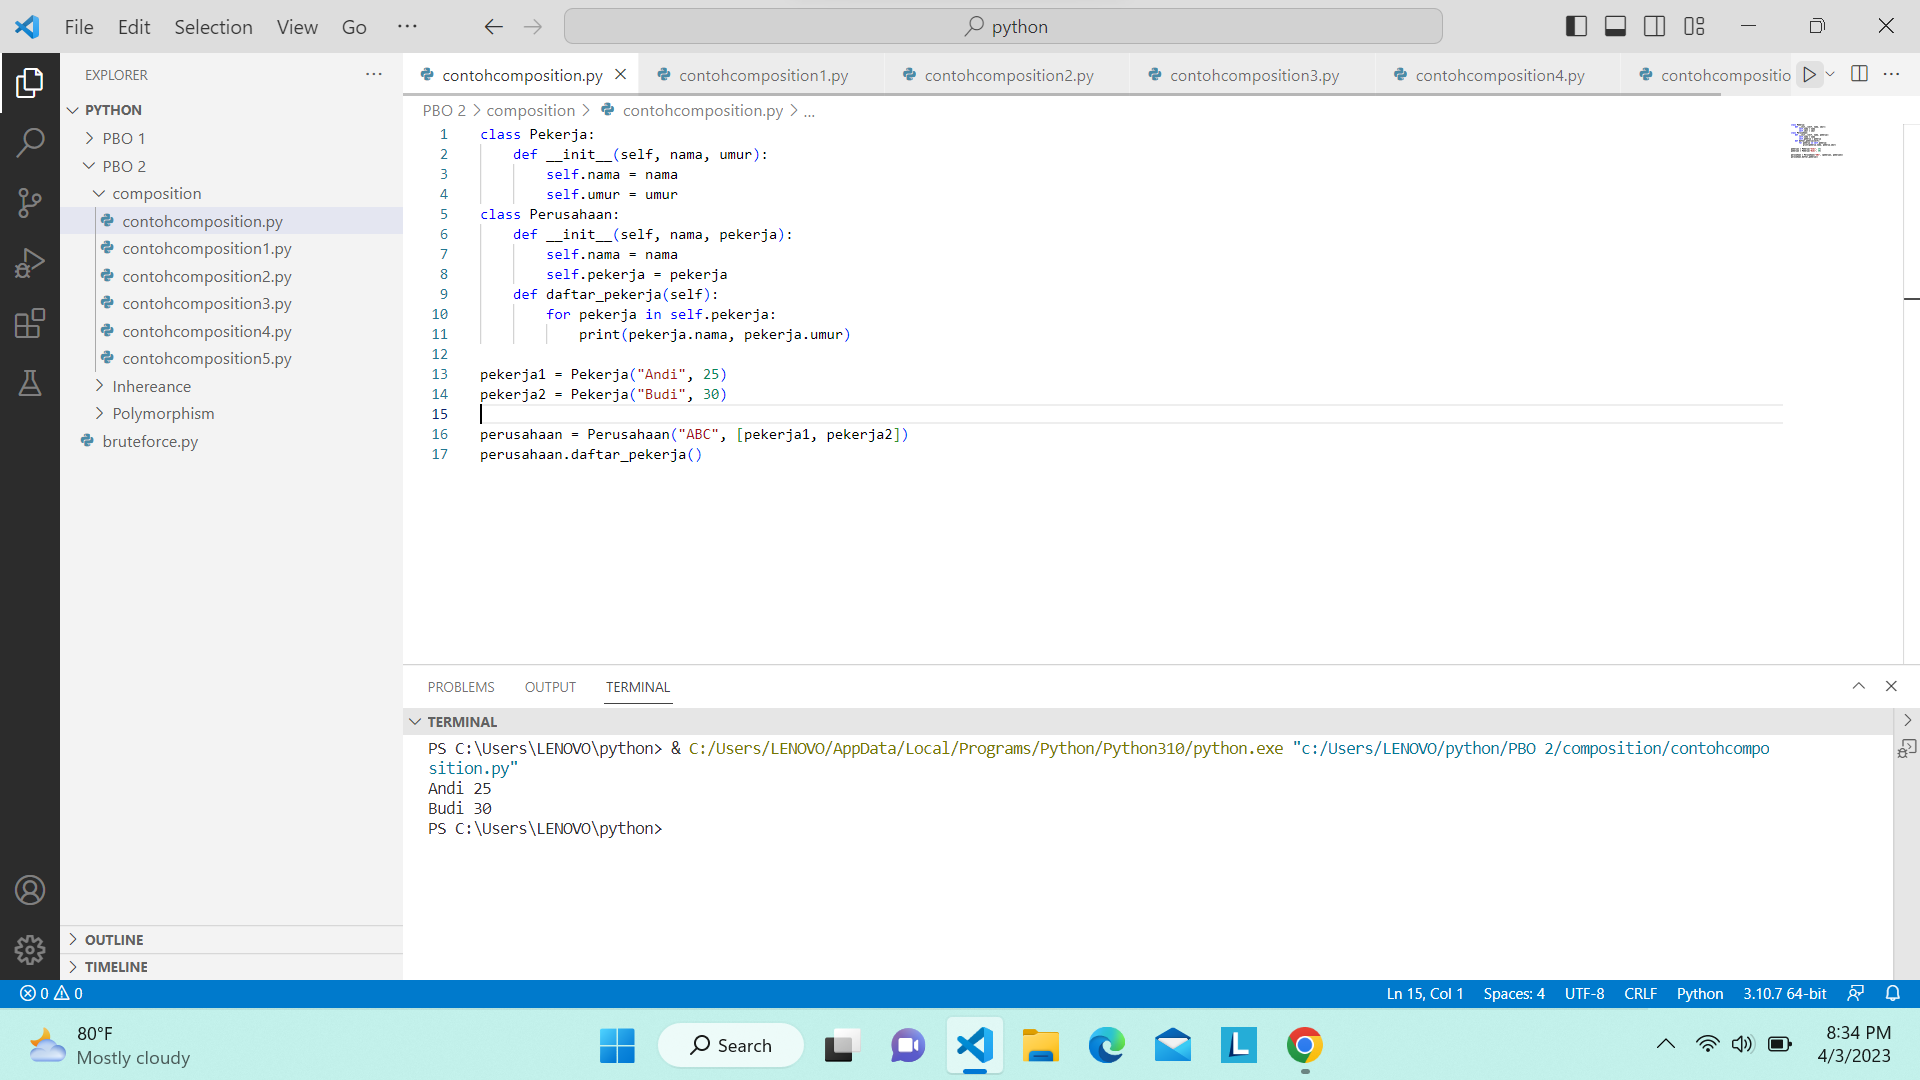 File Edit Selection View Go ···
python
EXPLORER
PYTHON
PBO 1
PBO 2
composition
contohcomposition.py
contohcomposition1.py
contohcomposition2.py
contohcomposition3.py
contohcomposition4.py
contohcomposition5.py
Inhereance
Polymorphism
bruteforce.py
OUTLINE
TIMELINE
contohcomposition.py contohcomposition1.py contohcomposition2.py contohcomposition3.py contohcomposition4.py contohcompositio
PBO 2 > composition > contohcomposition.py > ...
1 class Pekerja:
2     def __init__(self, nama, umur):
3         self.nama = nama
4         self.umur = umur
5 class Perusahaan:
6     def __init__(self, nama, pekerja):
7         self.nama = nama
8         self.pekerja = pekerja
9     def daftar_pekerja(self):
10         for pekerja in self.pekerja:
11             print(pekerja.nama, pekerja.umur)
12
13 pekerja1 = Pekerja("Andi", 25)
14 pekerja2 = Pekerja("Budi", 30)
15
16 perusahaan = Perusahaan("ABC", [pekerja1, pekerja2])
17 perusahaan.daftar_pekerja()
PROBLEMS OUTPUT TERMINAL
TERMINAL
PS C:\Users\LENOVO\python> & C:/Users/LENOVO/AppData/Local/Programs/Python/Python310/python.exe "c:/Users/LENOVO/python/PBO 2/composition/contohcompo
sition.py"
Andi 25
Budi 30
PS C:\Users\LENOVO\python>
0 0 Ln 15, Col 1 Spaces: 4 UTF-8 CRLF Python 3.10.7 64-bit
80°F
Mostly cloudy
Search
L
8:34 PM
4/3/2023